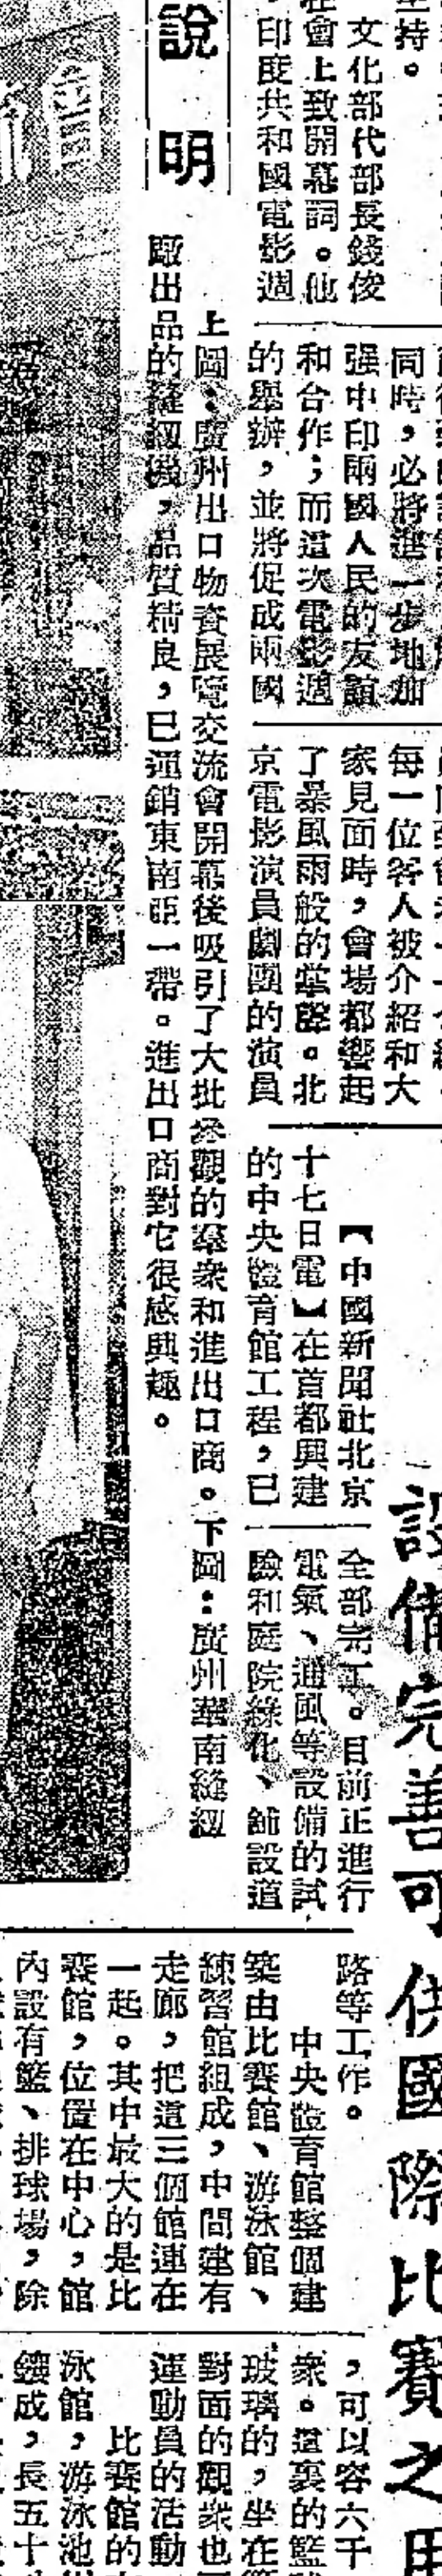 文化部代部長錢俊
在會上致開幕詞。他
，印度共和國電影週
同時，必將進一步地加
强中印兩國人民的友誼
和合作；而這次電影週
的舉辦，並將促成兩國
每一位客人被介紹和大
家見面時，會場都響起
了暴風雨般的掌聲。北
京電影演員劇團的演員
說明
上圖：廣州出口物資展覽交流會開幕後吸引了大批參觀的羣衆和進出口商。下圖：廣州華南縫紉
廠出品的縫紉機，品質精良，已運銷東南亞一帶。進出口商對它很感興趣。
設備完善可供國際比賽之用
【中國新聞社北京
十七日電】在首都興建
的中央體育館工程，已
全部完工。目前正進行
電氣、通風等設備的試
驗和庭院綠化、舖設道
路等工作。
中央體育館整個建
築由比賽館、游泳館、
練習館組成，中間建有
走廊，把這三個館連在
一起。其中最大的是比
賽館，位置在中心，館
內設有籃、排球場，除
，可以容六千
衆。這裏的籃
玻璃的，坐在
對面的觀衆也
運動員的活動
比賽館的
泳館，游泳池
鑲成，長五十